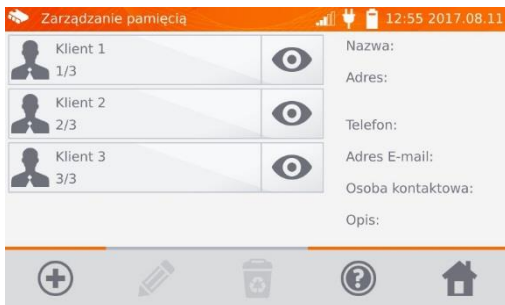 Zarządzanie pamięcią
12:55 2017.08.11
Klient 1
1/3
Klient 2
2/3
Klient 3
3/3
Nazwa:
Adres:
Telefon:
Adres E-mail:
Osoba kontaktowa:
Opis: